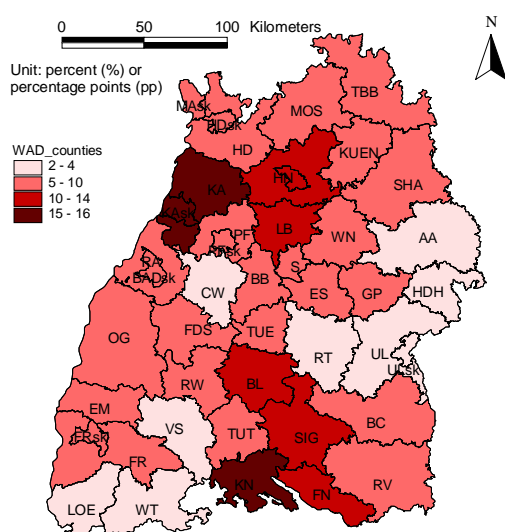 0 50 100 Kilometers
N
Unit: percent (%) or
percentage points (pp)
WAD_counties
2 - 4
5 - 10
10 - 14
15 - 16
TBB
MOS
MAsk
HDsk
HD
KUEN
HN
KA
SHA
KAsk
LB
PF
WN
AA
PFsk
RA
BADsk
S
BB
CW
ES
GP
HDH
OG
FDS
TUE
RT
UL
ULsk
RW
BL
EM
VS
BC
FRsk
TUT
SIG
FR
KN
FN
RV
LOE
WT